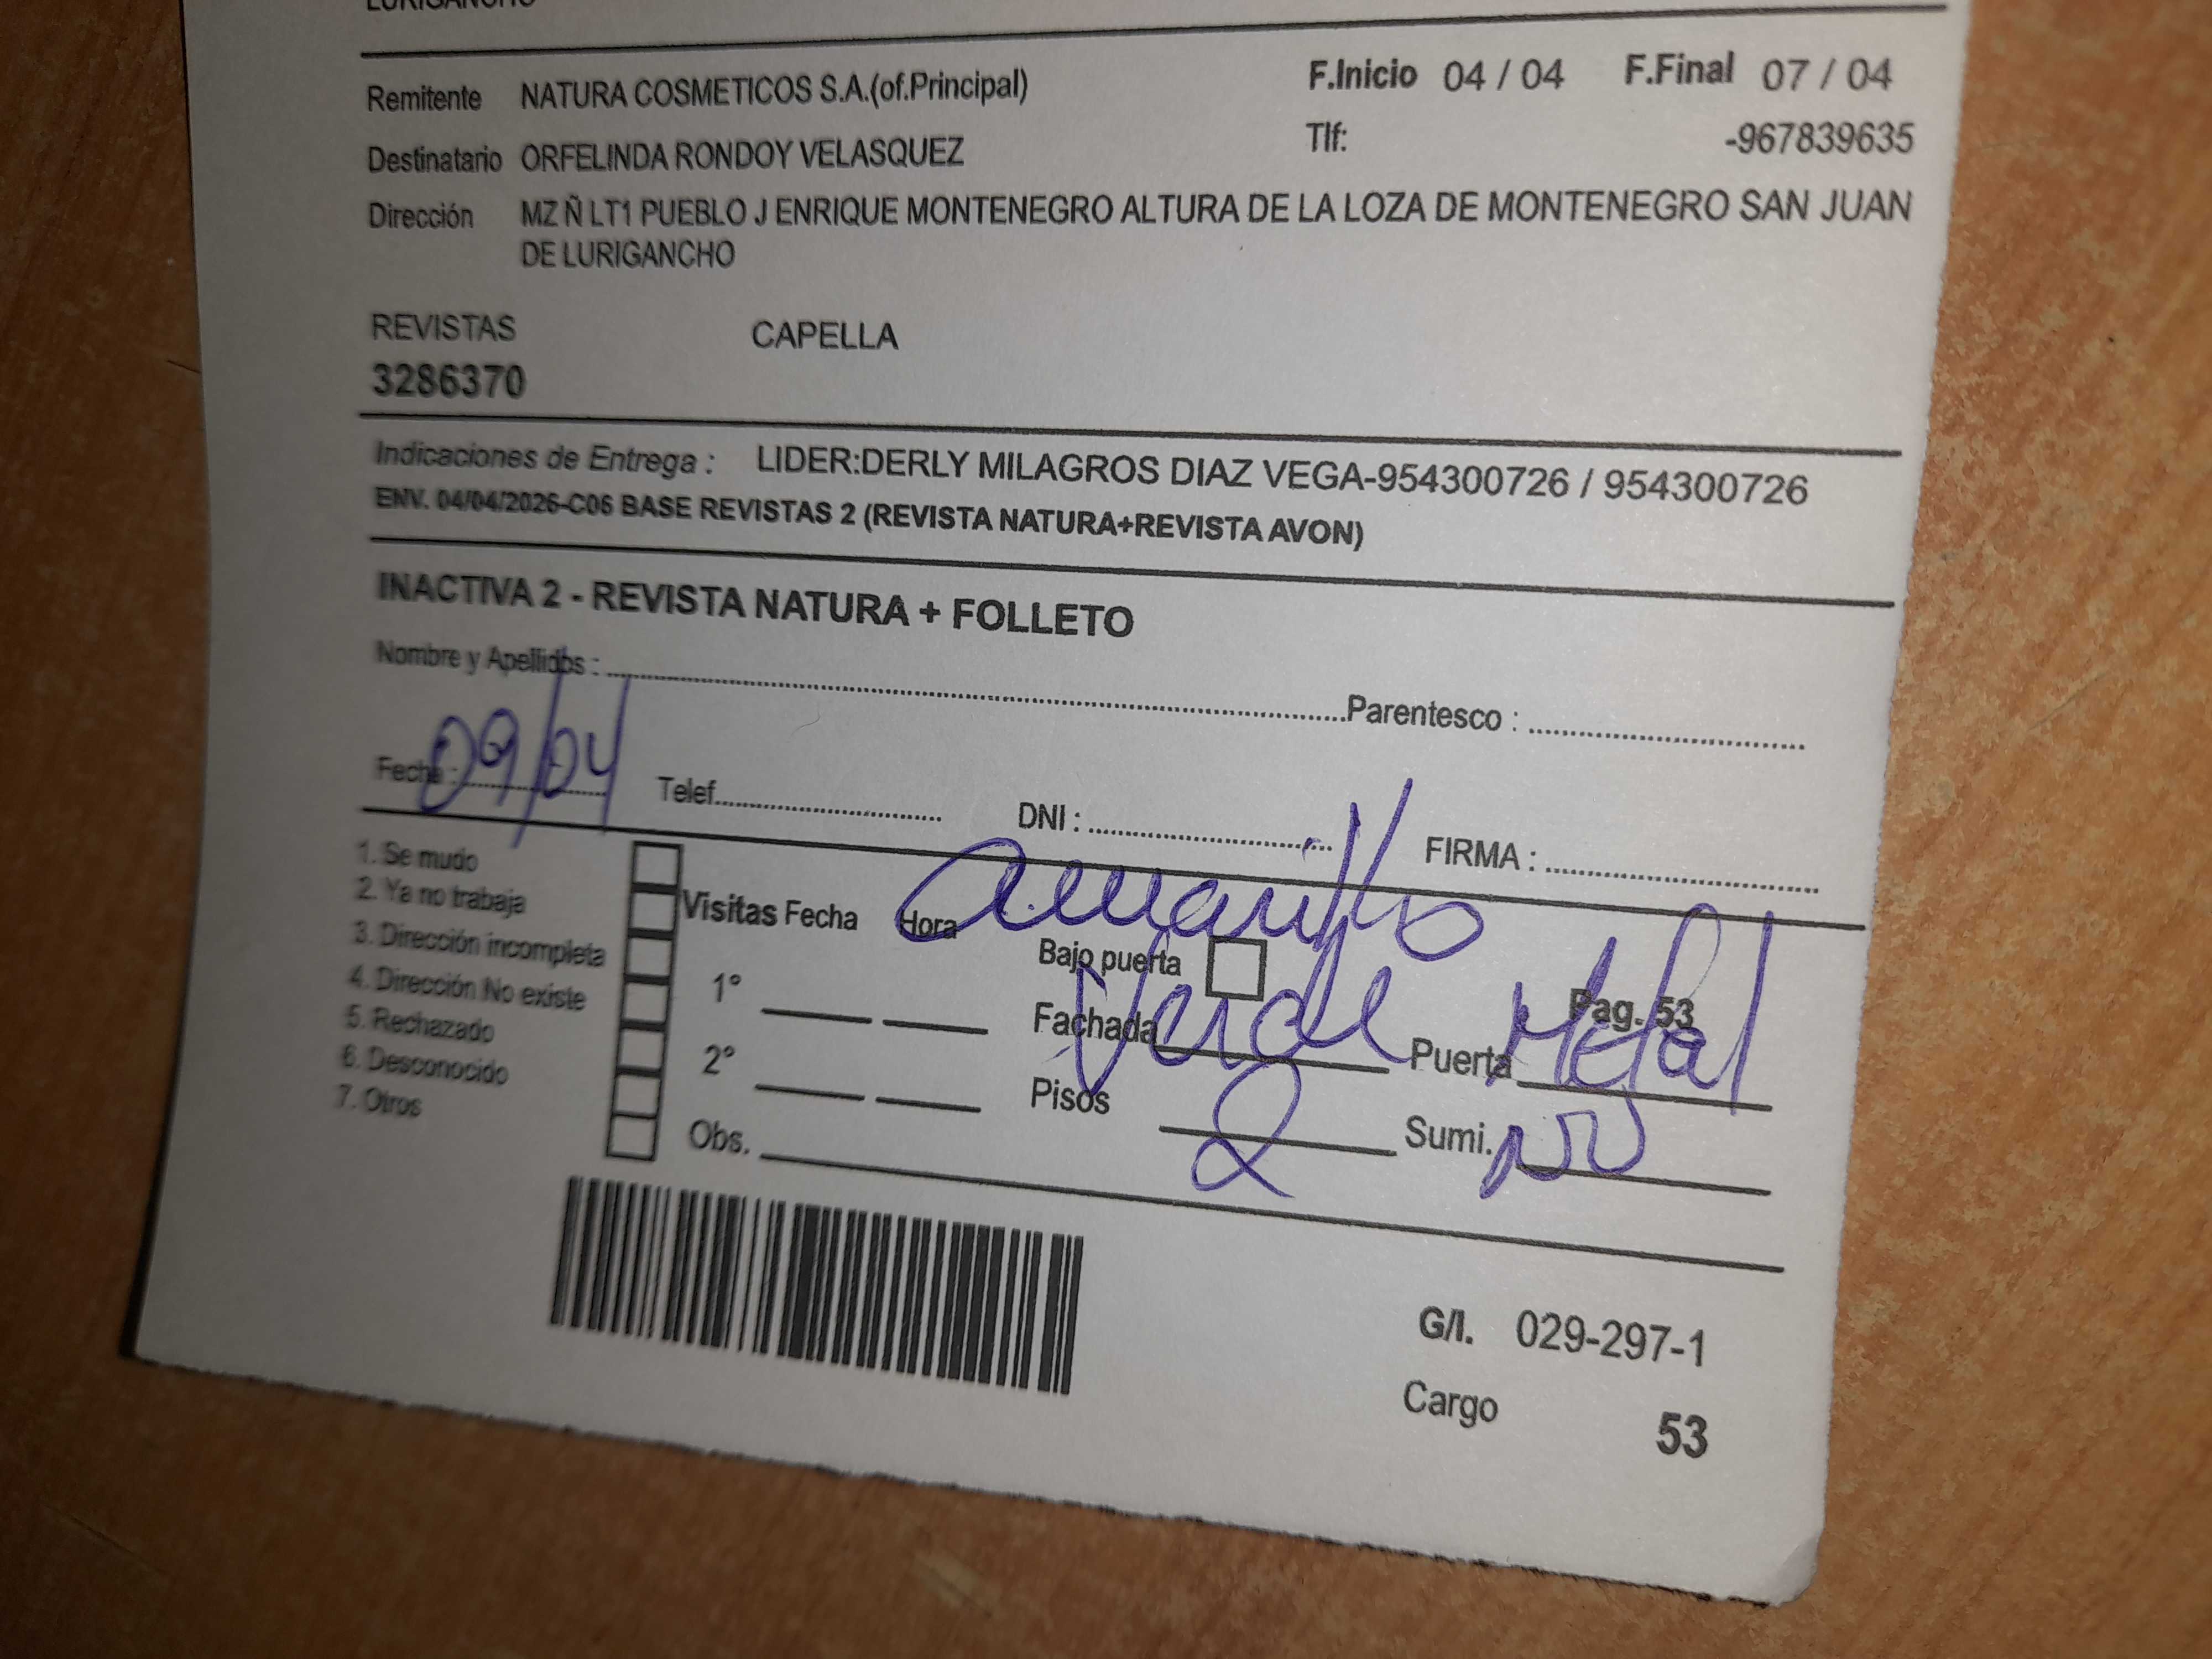 LURIGANCHO
Remitente NATURA COSMETICOS S.A.(of.Principal) F.Inicio 04 / 04 F.Final 07 / 04
Destinatario ORFELINDA RONDOY VELASQUEZ Tlf: -967839635
Dirección MZ Ñ LT1 PUEBLO J ENRIQUE MONTENEGRO ALTURA DE LA LOZA DE MONTENEGRO SAN JUAN
DE LURIGANCHO
REVISTAS CAPELLA
3286370
Indicaciones de Entrega : LIDER:DERLY MILAGROS DIAZ VEGA-954300726 / 954300726
ENV. 04/04/2026-C06 BASE REVISTAS 2 (REVISTA NATURA+REVISTA AVON)
INACTIVA 2 - REVISTA NATURA + FOLLETO
Nombre y Apellidos : Parentesco :
Fecha : 09/04 Telef. DNI : FIRMA :
1. Se mudo
2. Ya no trabaja
3. Dirección incompleta
4. Dirección No existe
5. Rechazado
6. Desconocido
7. Otros
Visitas Fecha Hora
1°
2°
Obs.
amarillo
Bajo puerta
Pag. 53
Fachada Verde Puerta Metal
Pisos 2 Sumi. NV
G/I. 029-297-1
Cargo 53